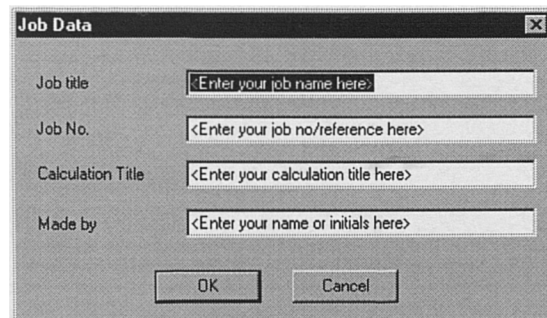 Job Data
Job title <Enter your job name here>
Job No. <Enter your job no/reference here>
Calculation Title <Enter your calculation title here>
Made by <Enter your name or initials here>
OK Cancel